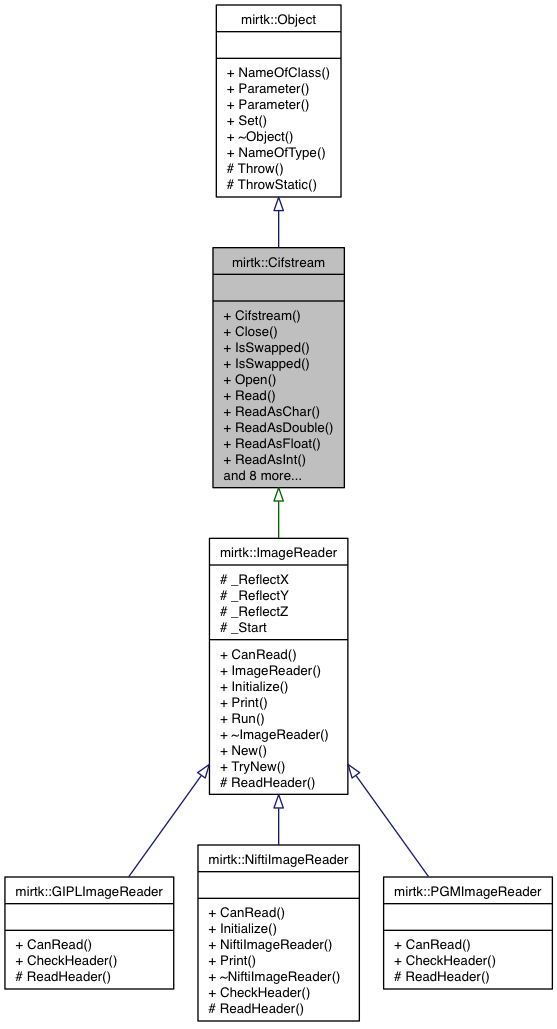 mirtk::Object
+ NameOfClass()
+ Parameter()
+ Parameter()
+ Set()
+ ~Object()
+ NameOfType()
# Throw()
# ThrowStatic()
mirtk::Cifstream
+ Cifstream()
+ Close()
+ IsSwapped()
+ IsSwapped()
+ Open()
+ Read()
+ ReadAsChar()
+ ReadAsDouble()
+ ReadAsFloat()
+ ReadAsInt()
and 8 more...
mirtk::ImageReader
# _ReflectX
# _ReflectY
# _ReflectZ
# _Start
+ CanRead()
+ ImageReader()
+ Initialize()
+ Print()
+ Run()
+ ~ImageReader()
+ New()
+ TryNew()
# ReadHeader()
mirtk::GIPLImageReader
+ CanRead()
+ CheckHeader()
# ReadHeader()
mirtk::NiftiImageReader
+ CanRead()
+ Initialize()
+ NiftiImageReader()
+ Print()
+ ~NiftiImageReader()
+ CheckHeader()
# ReadHeader()
mirtk::PGMImageReader
+ CanRead()
+ CheckHeader()
# ReadHeader()